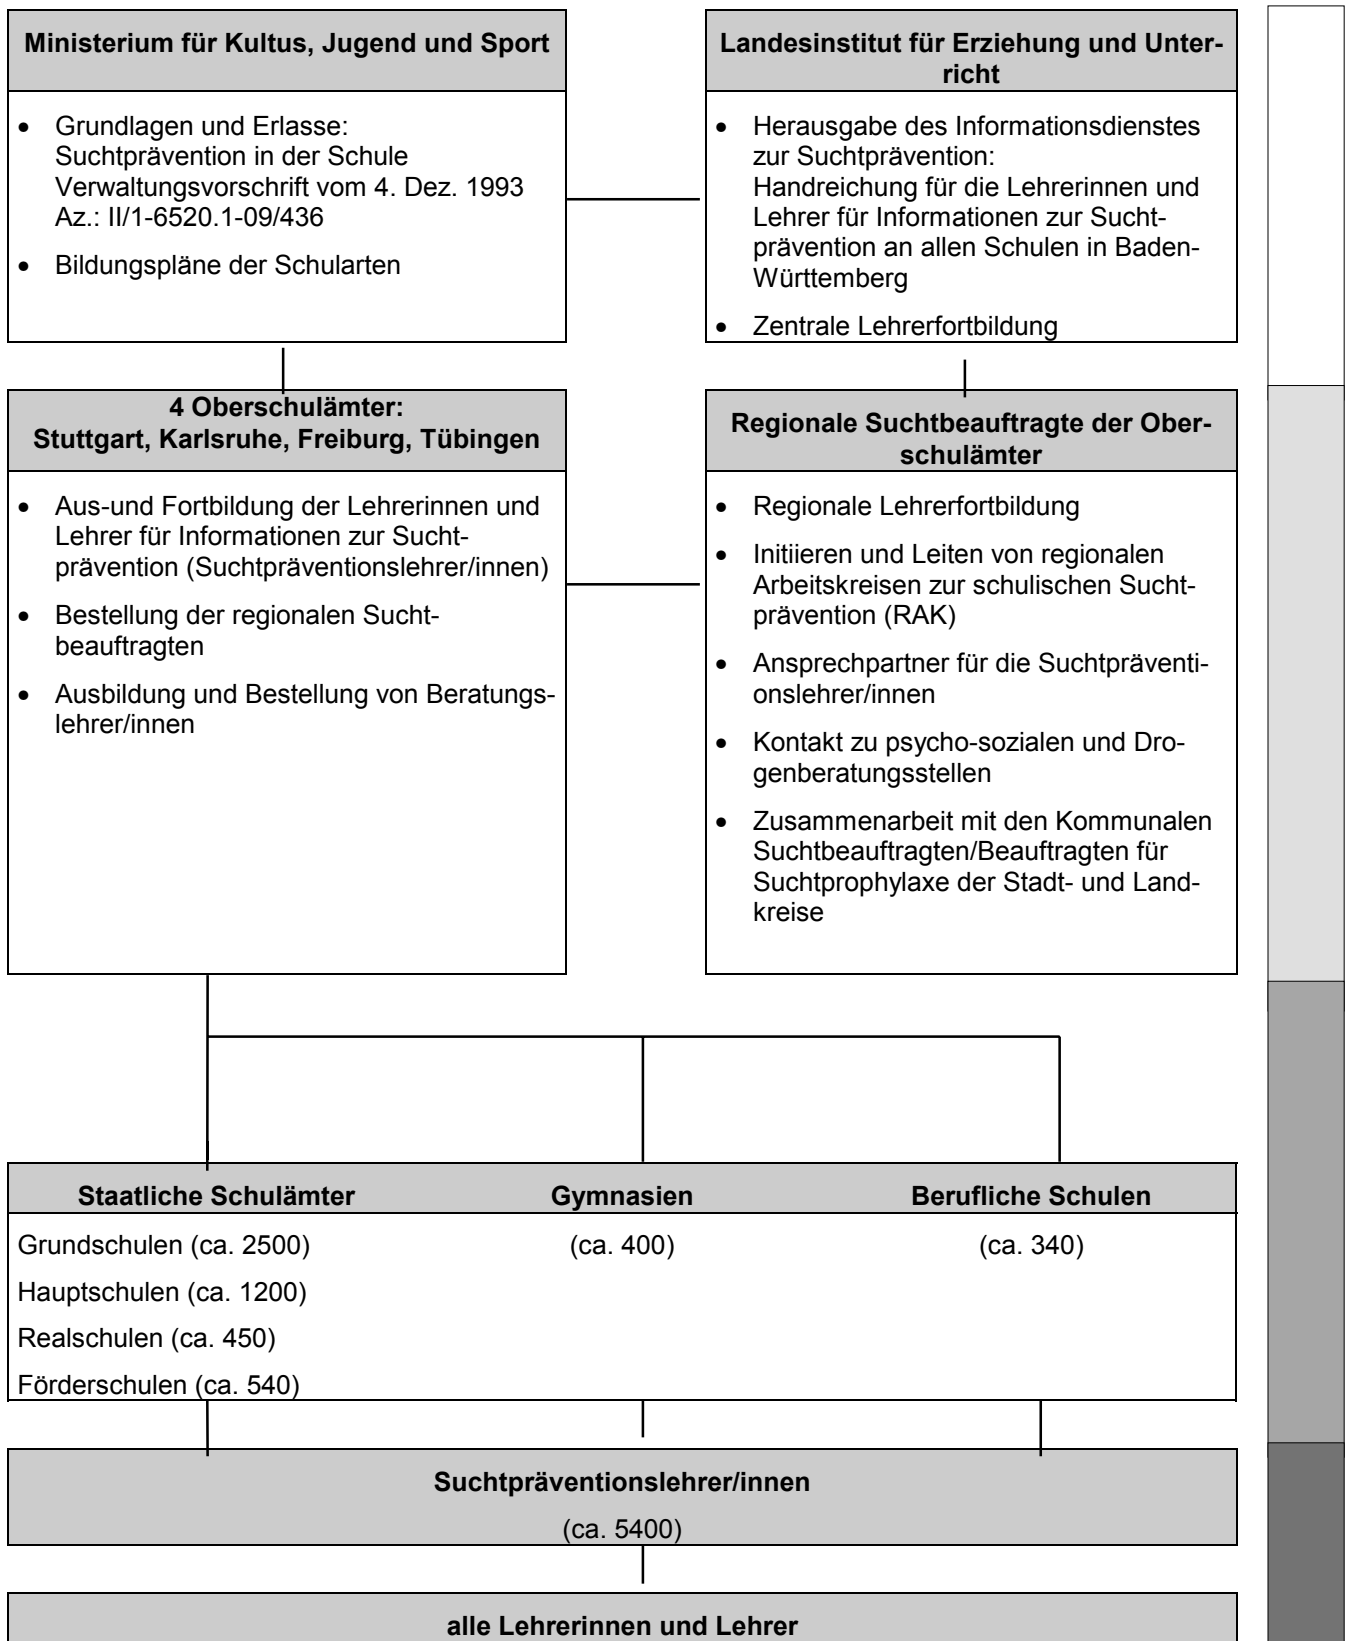 Ministerium für Kultus, Jugend und Sport
• Grundlagen und Erlasse:
Suchtprävention in der Schule
Verwaltungsvorschrift vom 4. Dez. 1993
Az.: II/1-6520.1-09/436
• Bildungspläne der Schularten
Landesinstitut für Erziehung und Unter-
richt
• Herausgabe des Informationsdienstes
zur Suchtprävention:
Handreichung für die Lehrerinnen und
Lehrer für Informationen zur Sucht-
prävention an allen Schulen in Baden-
Württemberg
• Zentrale Lehrerfortbildung
4 Oberschulämter:
Stuttgart, Karlsruhe, Freiburg, Tübingen
• Aus-und Fortbildung der Lehrerinnen und
Lehrer für Informationen zur Sucht-
prävention (Suchtpräventionslehrer/innen)
• Bestellung der regionalen Sucht-
beauftragten
• Ausbildung und Bestellung von Beratungs-
lehrer/innen
Regionale Suchtbeauftragte der Ober-
schulämter
• Regionale Lehrerfortbildung
• Initiieren und Leiten von regionalen
Arbeitskreisen zur schulischen Sucht-
prävention (RAK)
• Ansprechpartner für die Suchtpräventi-
onslehrer/innen
• Kontakt zu psycho-sozialen und Dro-
genberatungsstellen
• Zusammenarbeit mit den Kommunalen
Suchtbeauftragten/Beauftragten für
Suchtprophylaxe der Stadt- und Land-
kreise
Staatliche Schulämter
Grundschulen (ca. 2500)
Hauptschulen (ca. 1200)
Realschulen (ca. 450)
Förderschulen (ca. 540)
Gymnasien
(ca. 400)
Berufliche Schulen
(ca. 340)
Suchtpräventionslehrer/innen
(ca. 5400)
alle Lehrerinnen und Lehrer